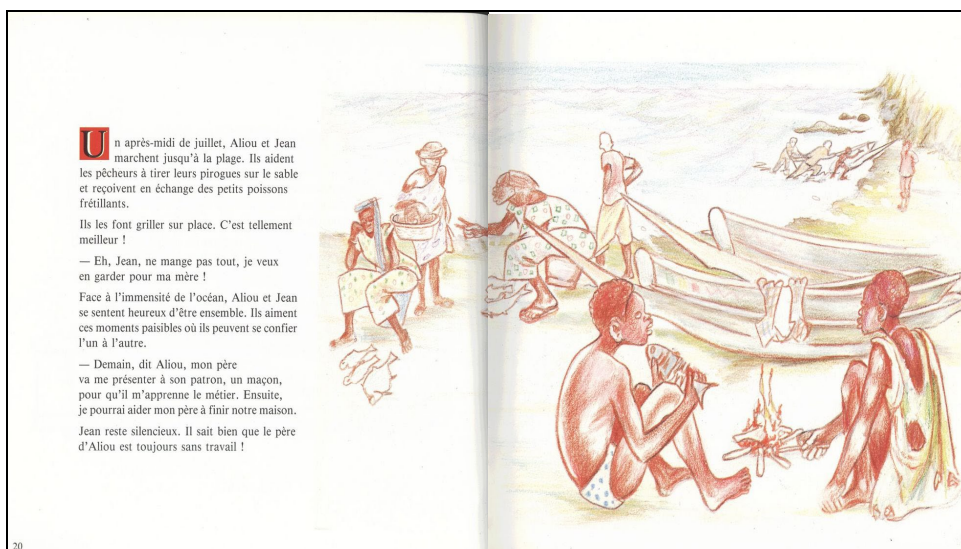 Un après-midi de juillet, Aliou et Jean
marchent jusqu'à la plage. Ils aident
les pêcheurs à tirer leurs pirogues sur le sable
et reçoivent en échange des petits poissons
frétillants.
Ils les font griller sur place. C'est tellement
meilleur !
— Eh, Jean, ne mange pas tout, je veux
en garder pour ma mère !
Face à l'immensité de l'océan, Aliou et Jean
se sentent heureux d'être ensemble. Ils aiment
ces moments paisibles où ils peuvent se confier
l'un à l'autre.
— Demain, dit Aliou, mon père
va me présenter à son patron, un maçon,
pour qu'il m'apprenne le métier. Ensuite,
je pourrai aider mon père à finir notre maison.
Jean reste silencieux. Il sait bien que le père
d'Aliou est toujours sans travail !
20